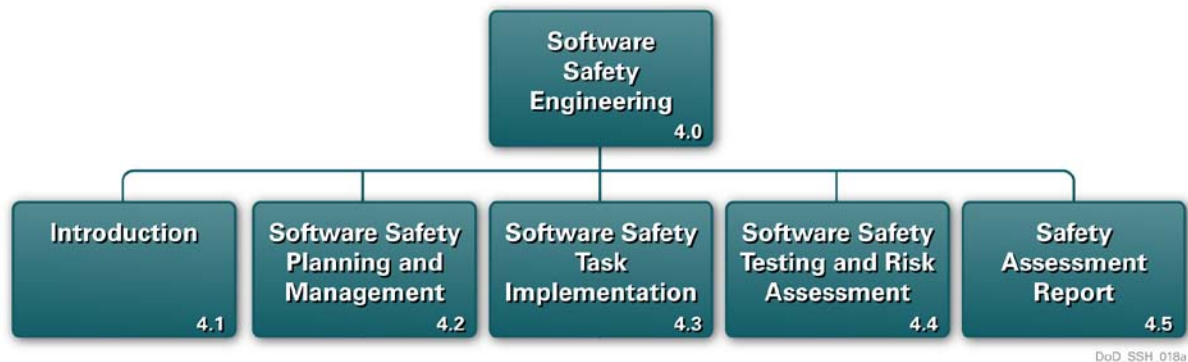 Software
Safety
Engineering
4.0
Introduction
4.1
Software Safety
Planning and
Management
4.2
Software Safety
Task
Implementation
4.3
Software Safety
Testing and Risk
Assessment
4.4
Safety
Assessment
Report
4.5
DoD_SSH_018a